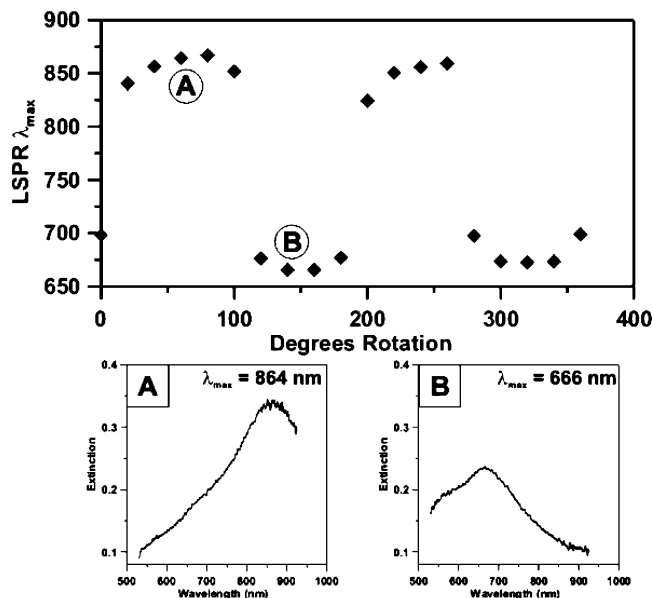 900
850
800
750
700
650
LSPR λmax
A
B
0
100
200
300
400
Degrees Rotation
A
λmax = 864 nm
0.4
0.3
0.2
0.1
Extinction
500
600
700
800
900
1000
Wavelength (nm)
B
λmax = 666 nm
0.4
0.3
0.2
0.1
Extinction
500
600
700
800
900
1000
Wavelength (nm)